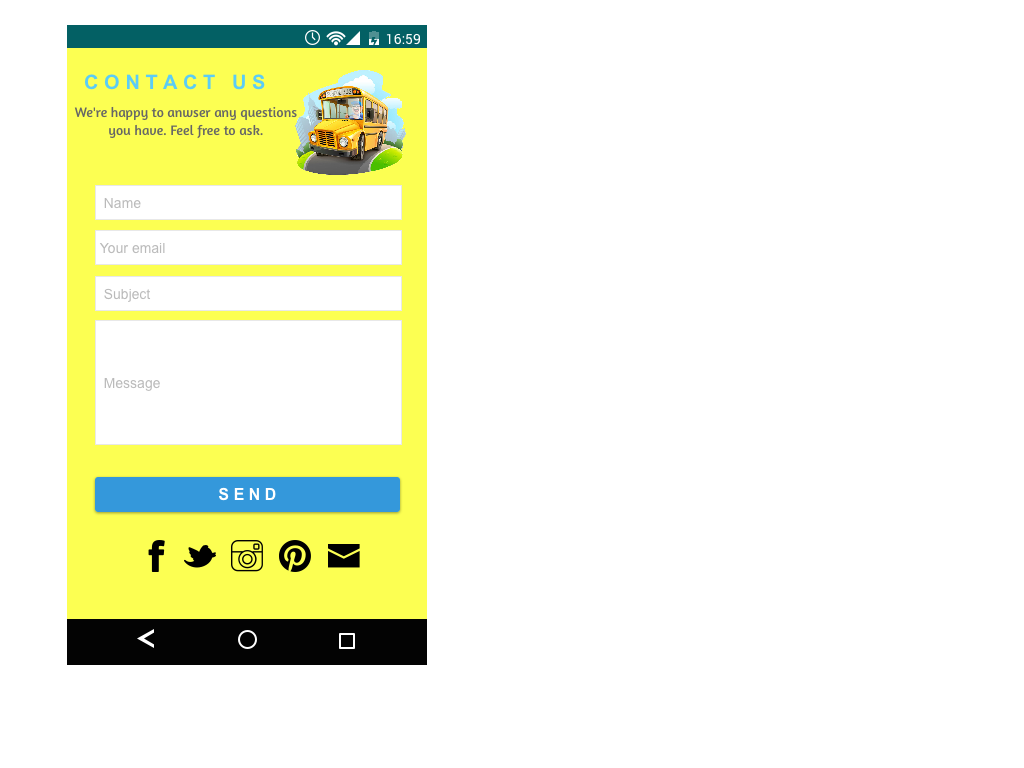 16:59
CONTACT US
We're happy to anwser any questions
you have. Feel free to ask.
Name
Your email
Subject
Message
SEND